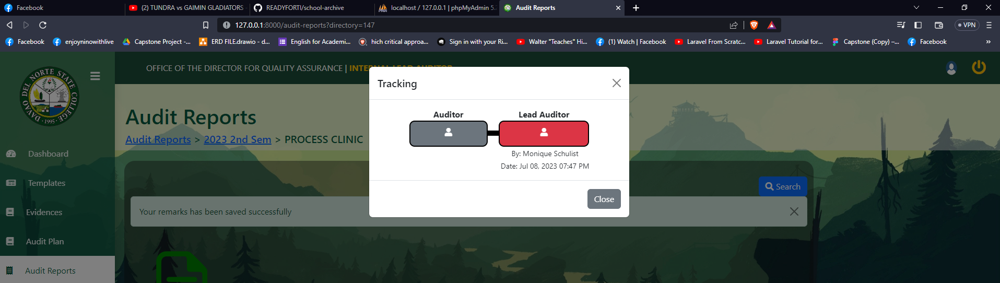 Facebook
(2) TUNDRA vs GAIMIN GLADIATORS -
READYFORTI/school-archive
localhost / 127.0.0.1 | phpMyAdmin 5.
Audit Reports
127.0.0.1:8000/audit-reports?directory=147
VPN
Facebook
enjoyninowithlive
Capstone Project -...
ERD FILE.drawio - d...
English for Academi...
hich critical approa...
Sign in with your Ri...
Walter "Teaches" Hi...
(1) Watch | Facebook
Laravel From Scratc...
Laravel Tutorial for...
Capstone (Copy) –...
Facebook
DAVAO DEL NORTE STATE COLLEGE
1995
OFFICE OF THE DIRECTOR FOR QUALITY ASSURANCE | INTERNAL LEAD AUDITOR
Audit Reports
Audit Reports > 2023 2nd Sem > PROCESS CLINIC
Dashboard
Templates
Evidences
Audit Plan
Audit Reports
Search
Your remarks has been saved successfully
Tracking
Auditor
Lead Auditor
By: Monique Schulist
Date: Jul 08, 2023 07:47 PM
Close